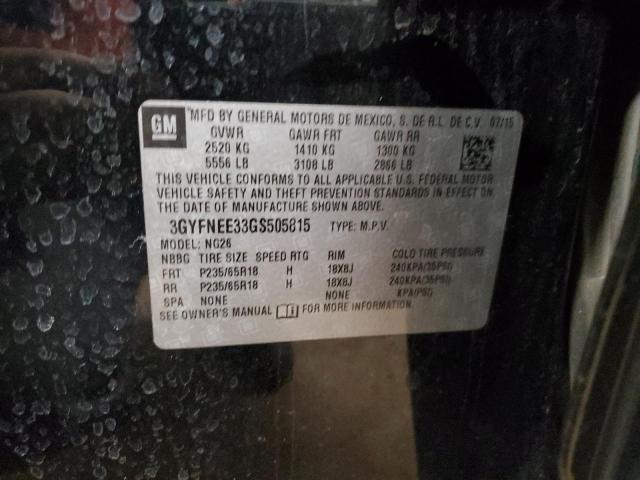 GM
MFD BY GENERAL MOTORS DE MEXICO, S. DE R.L. DE C.V. 07/15
GVWR GAWR FRT GAWR RR
2520 KG 1410 KG 1300 KG
5556 LB 3108 LB 2866 LB
THIS VEHICLE CONFORMS TO ALL APPLICABLE U.S. FEDERAL MOTOR
VEHICLE SAFETY AND THEFT PREVENTION STANDARDS IN EFFECT ON
THE DATE OF MANUFACTURE SHOWN ABOVE.
3GYFNEE33GS505815 TYPE: M.P.V.
MODEL: NG26
NBBG TIRE SIZE SPEED RTG RIM COLD TIRE PRESSURE
FRT P235/65R18 H 18X8J 240KPA(35PSI)
RR P235/65R18 H 18X8J 240KPA(35PSI)
SPA NONE NONE KPA(PSI)
SEE OWNER'S MANUAL FOR MORE INFORMATION.